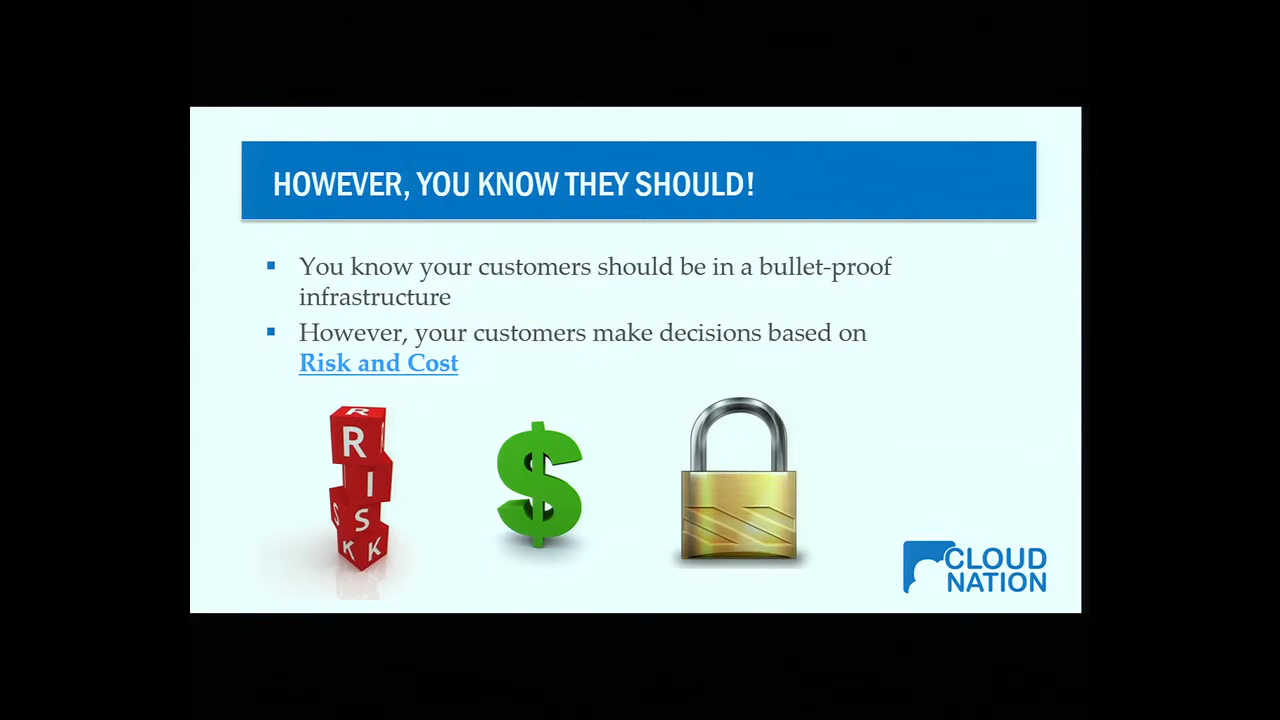 HOWEVER, YOU KNOW THEY SHOULD!
You know your customers should be in a bullet-proof
infrastructure
However, your customers make decisions based on
Risk and Cost
R
R
I
I
S
S
K
K
$
CLOUD
NATION